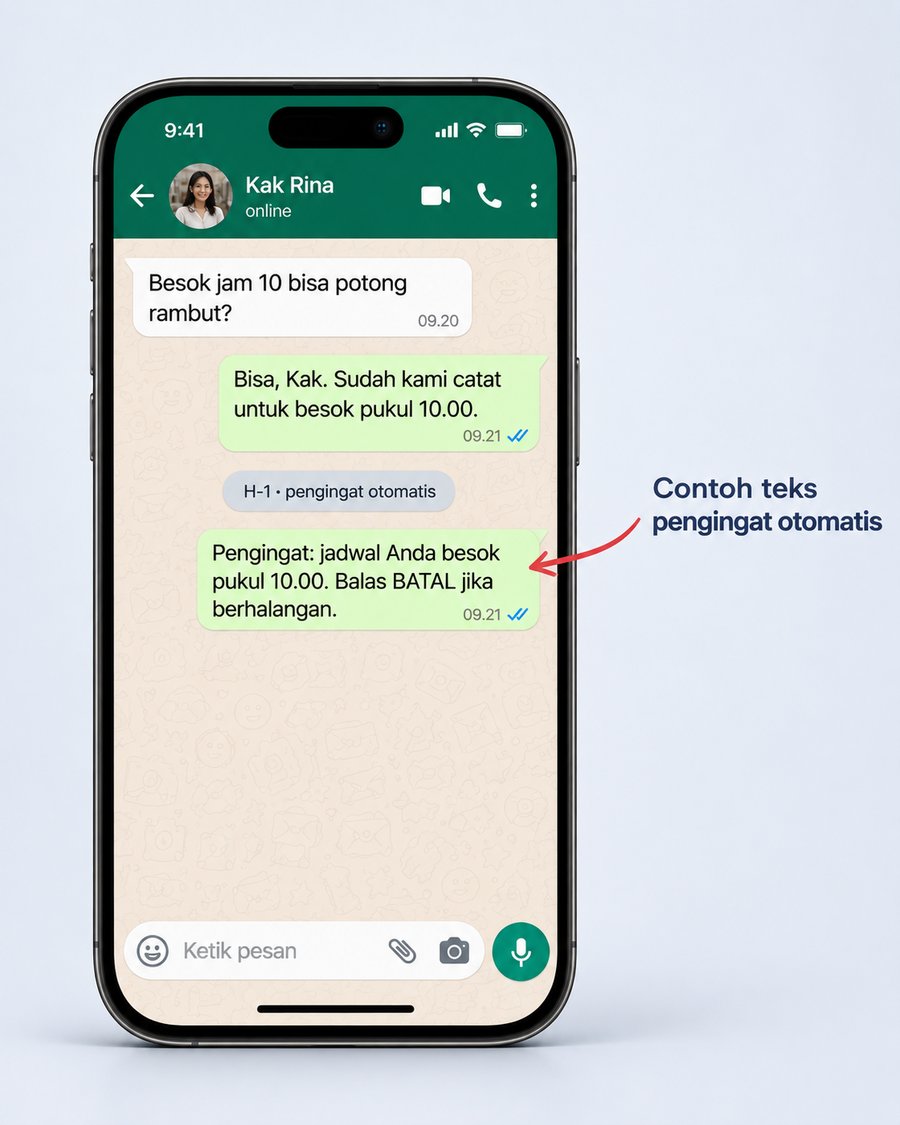 9:41
Kak Rina
online
Besok jam 10 bisa potong
rambut?
09.20
Bisa, Kak. Sudah kami catat
untuk besok pukul 10.00.
09.21
H-1 • pengingat otomatis
Contoh teks
pengingat otomatis
Pengingat: jadwal Anda besok
pukul 10.00. Balas BATAL jika
berhalangan.
09.21
Ketik pesan